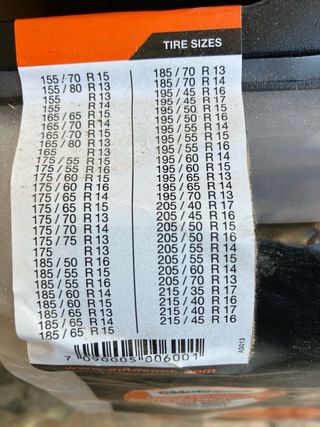 TIRE SIZES
155 / 70 R 15
155 / 80 R 13
155 R 13
155 R 14
165 / 65 R 15
165 / 70 R 14
165 / 70 R 15
165 / 80 R 13
165 R 13
175 / 55 R 15
175 / 55 R 16
175 / 60 R 15
175 / 60 R 16
175 / 65 R 14
175 / 65 R 15
175 / 70 R 13
175 / 70 R 14
175 / 75 R 13
175 R 13
185 / 50 R 16
185 / 55 R 15
185 / 55 R 16
185 / 60 R 14
185 / 60 R 15
185 / 65 R 13
185 / 65 R 14
185 / 65 R 15
185 / 70 R 13
185 / 70 R 14
195 / 45 R 16
195 / 45 R 17
195 / 50 R 15
195 / 50 R 16
195 / 55 R 14
195 / 55 R 15
195 / 55 R 16
195 / 60 R 14
195 / 60 R 15
195 / 65 R 13
195 / 65 R 14
195 / 70 R 13
205 / 40 R 17
205 / 45 R 16
205 / 50 R 15
205 / 50 R 16
205 / 55 R 14
205 / 55 R 15
205 / 60 R 14
205 / 70 R 13
215 / 35 R 17
215 / 40 R 16
215 / 40 R 17
215 / 45 R 16
7 090005 006001
AS013